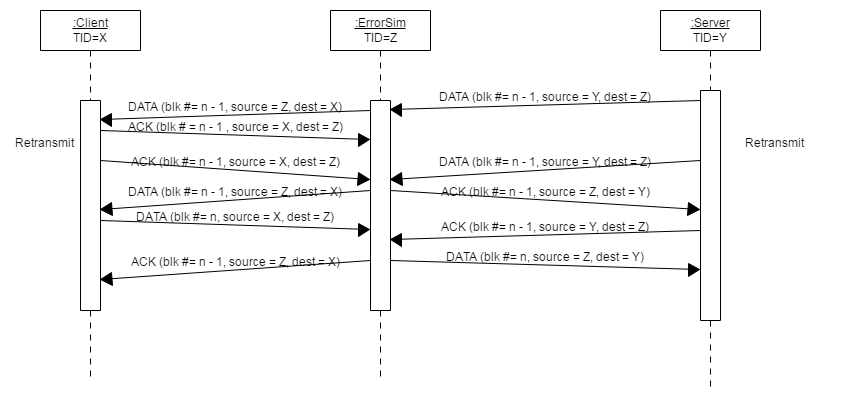 :Client
TID=X
:ErrorSim
TID=Z
:Server
TID=Y
DATA (blk #= n - 1, source = Y, dest = Z)
DATA (blk #= n - 1, source = Z, dest = X)
ACK (blk # = n - 1 , source = X, dest = Z)
Retransmit
Retransmit
ACK (blk #= n - 1, source = X, dest = Z)
DATA (blk #= n - 1, source = Y, dest = Z)
DATA (blk #= n - 1, source = Z, dest = X)
ACK (blk #= n - 1, source = Z, dest = Y)
DATA (blk #= n, source = X, dest = Z)
ACK (blk #= n - 1, source = Y, dest = Z)
ACK (blk #= n - 1, source = Z, dest = X)
DATA (blk #= n, source = Z, dest = Y)